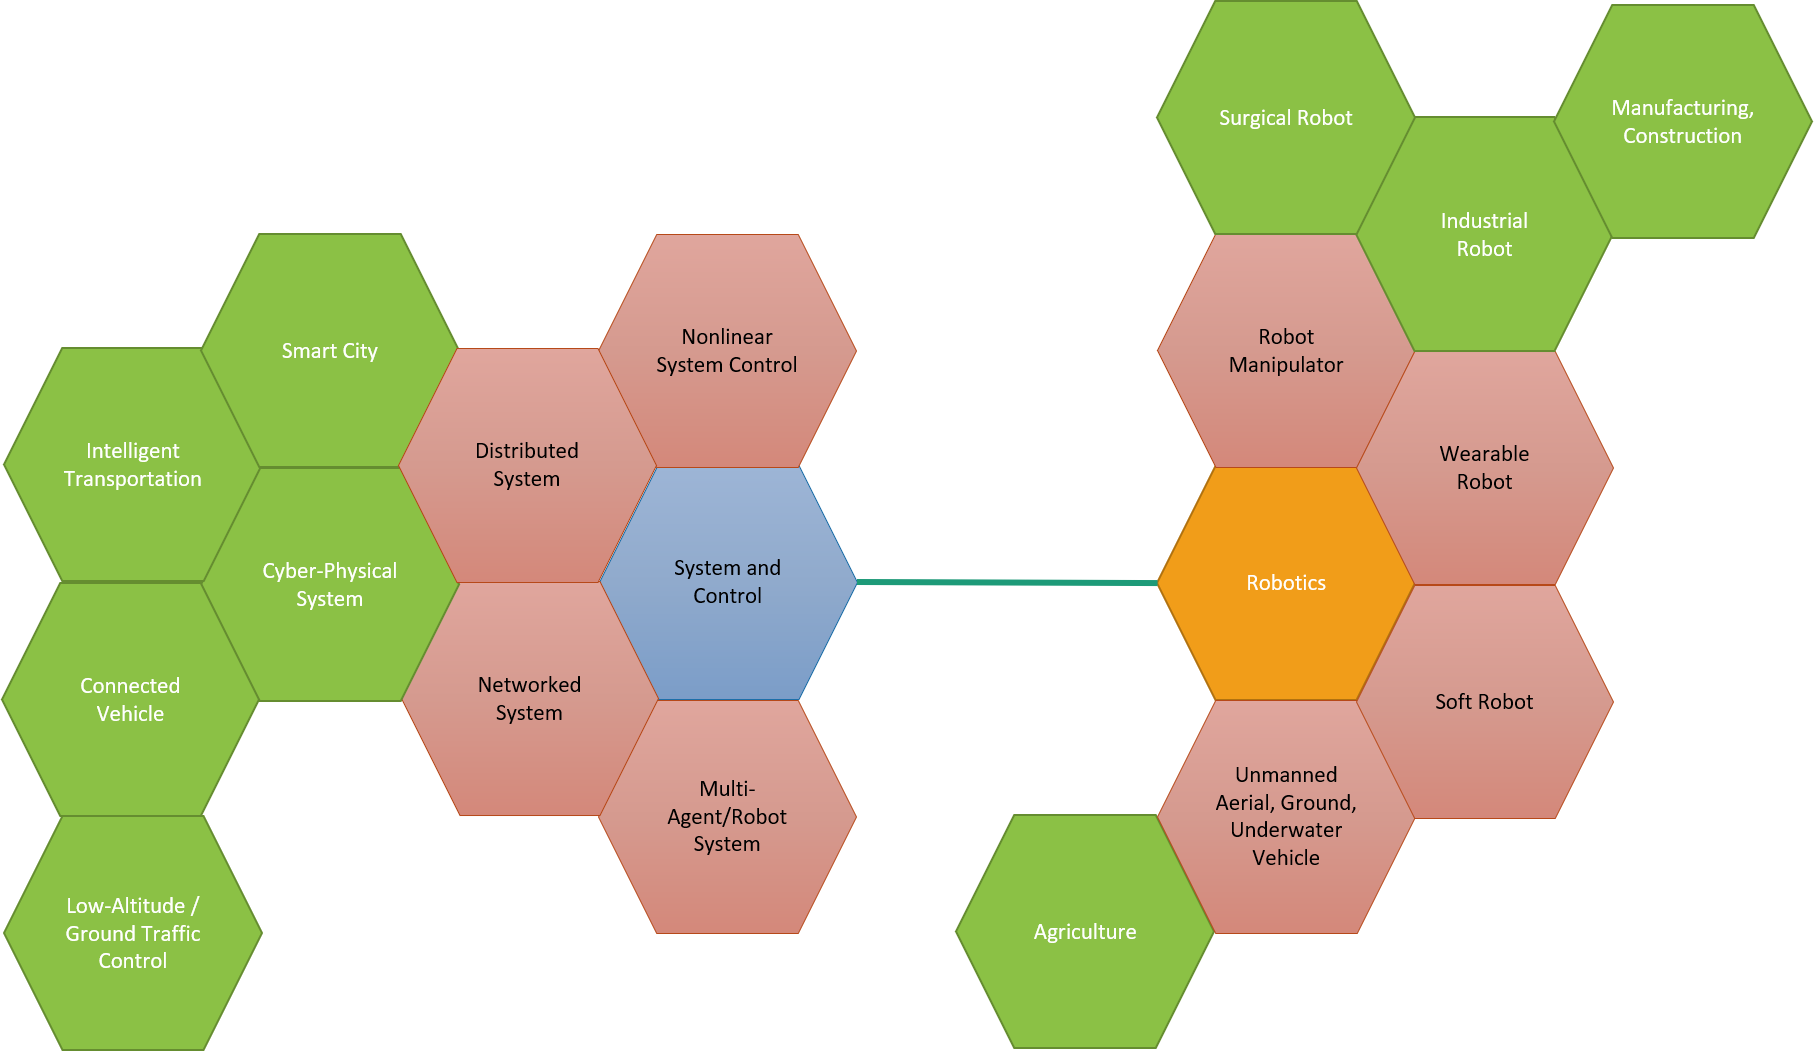 Surgical Robot
Manufacturing,
Construction
Industrial
Robot
Smart City
Nonlinear
System Control
Robot
Manipulator
Intelligent
Transportation
Distributed
System
Wearable
Robot
Cyber-Physical
System
System and
Control
Robotics
Connected
Vehicle
Networked
System
Soft Robot
Multi-
Agent/Robot
System
Unmanned
Aerial, Ground,
Underwater
Vehicle
Low-Altitude /
Ground Traffic
Control
Agriculture